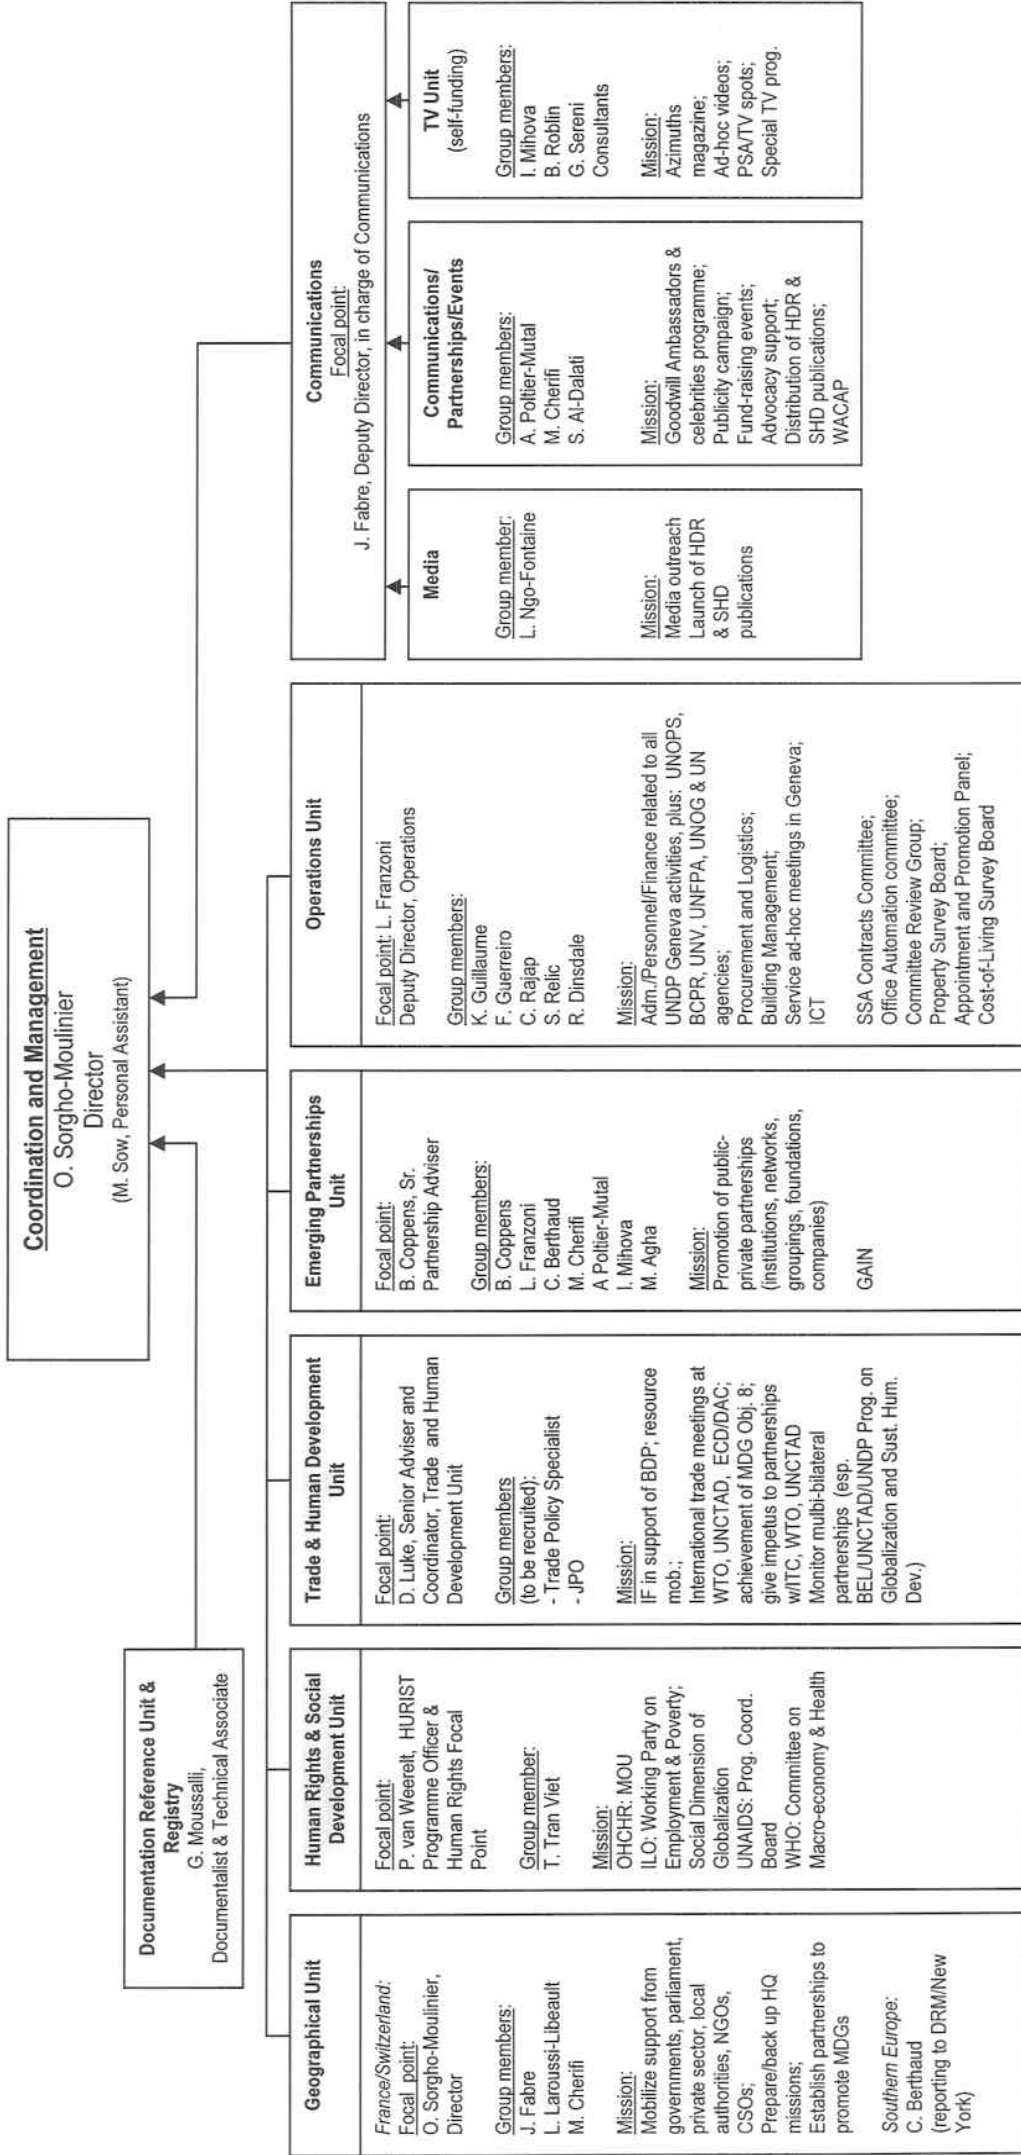 Coordination and Management
O. Sorgho-Moulinier
Director
(M. Sow, Personal Assistant)
Documentation Reference Unit &
Registry
G. Moussalli,
Documentalist & Technical Associate
Geographical Unit
France/Switzerland:
Focal point:
O. Sorgho-Moulinier,
Director
Group members:
J. Fabre
L. Laroussi-Libeault
M. Cherifi
Mission:
Mobilize support from
governments, parliament,
private sector, local
authorities, NGOs,
CSOs;
Prepare/back up HQ
missions;
Establish partnerships to
promote MDGs
Southern Europe:
C. Berthaud
(reporting to DRM/New
York)
Human Rights & Social
Development Unit
Focal point:
P. van Weerelt, HURIST
Programme Officer &
Human Rights Focal
Point
Group member:
T. Tran Viet
Mission:
OHCHR: MOU
ILO: Working Party on
Employment & Poverty;
Social Dimension of
Globalization
UNAIDS: Prog. Coord.
Board
WHO: Committee on
Macro-economy & Health
Trade & Human Development
Unit
Focal point:
D. Luke, Senior Adviser and
Coordinator, Trade and Human
Development Unit
Group members
(to be recruited):
- Trade Policy Specialist
- JPO
Mission:
IF in support of BDP; resource
mob.;
International trade meetings at
WTO, UNCTAD, ECD/DAC;
achievement of MDG Obj. 8;
give impetus to partnerships
w/ITC, WTO, UNCTAD
Monitor mulbi-bilateral
partnerships (esp.
BEL/UNCTAD/UNDP Prog. on
Globalization and Sust. Hum.
Dev.)
Emerging Partnerships
Unit
Focal point:
B. Coppens, Sr.
Partnership Adviser
Group members:
B. Coppens
L. Franzoni
C. Berthaud
M. Cherifi
A Poltier-Mutal
I. Mihova
M. Agha
Mission:
Promotion of public-
private partnerships
(institutions, networks,
groupings, foundations,
companies)
GAIN
Operations Unit
Focal point: L. Franzoni
Deputy Director, Operations
Group members:
K. Guillaume
F. Guerreiro
C. Rajap
S. Relic
R. Dinsdale
Mission:
Adm./Personnel/Finance related to all
UNDP Geneva activities, plus: UNOPS,
BCPR, UNV, UNFPA, UNOG & UN
agencies;
Procurement and Logistics;
Building Management;
Service ad-hoc meetings in Geneva;
ICT
SSA Contracts Committee;
Office Automation committee;
Committee Review Group;
Property Survey Board;
Appointment and Promotion Panel;
Cost-of-Living Survey Board
Communications
Focal point:
J. Fabre, Deputy Director, in charge of Communications
Media
Group member:
L. Ngo-Fontaine
Mission:
Media outreach
Launch of HDR
& SHD
publications
Communications/
Partnerships/Events
Group members:
A. Poltier-Mutal
M. Cherifi
S. Al-Dalati
Mission:
Goodwill Ambassadors &
celebrities programme;
Publicity campaign;
Fund-raising events;
Advocacy support;
Distribution of HDR &
SHD publications;
WACAP
TV Unit
(self-funding)
Group members:
I. Mihova
B. Roblin
G. Sereni
Consultants
Mission:
Azimuths
magazine;
Ad-hoc videos;
PSA/TV spots;
Special TV prog.